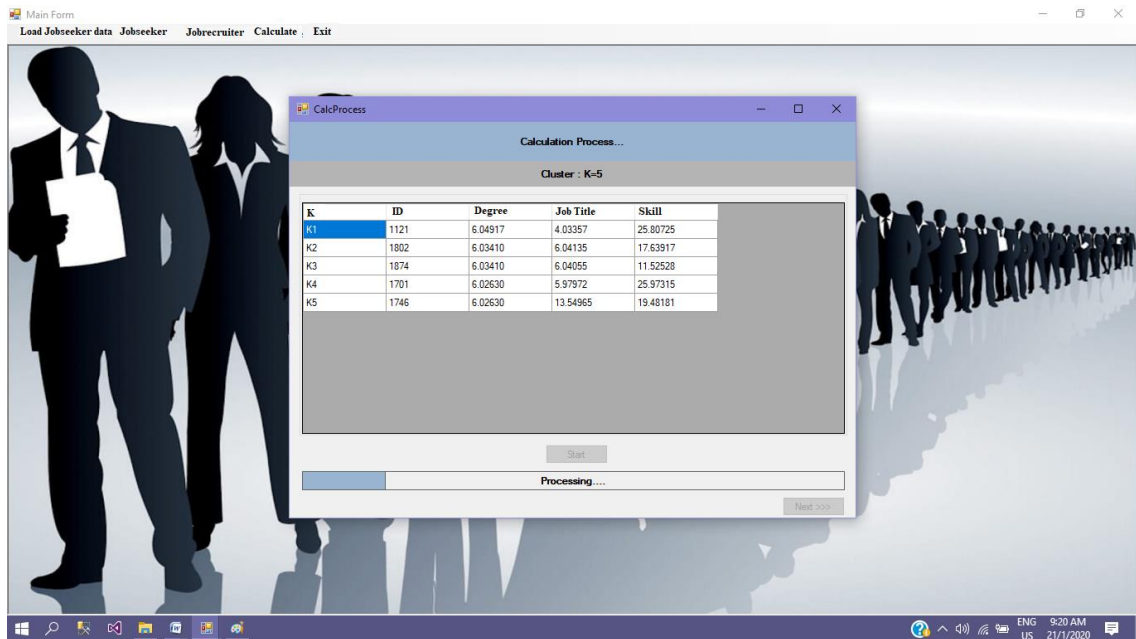 Main Form
Load Jobseeker data Jobseeker Jobrecruiter Calculate Exit
CalcProcess
Calculation Process...
Cluster : K=5
K ID Degree Job Title Skill
K1 1121 6.04917 4.03357 25.80725
K2 1802 6.03410 6.04135 17.63917
K3 1874 6.03410 6.04055 11.52528
K4 1701 6.02630 5.97972 25.97315
K5 1746 6.02630 13.54965 19.48181
Start
Processing....
Next >>>
ENG 9:20 AM
US 21/1/2020